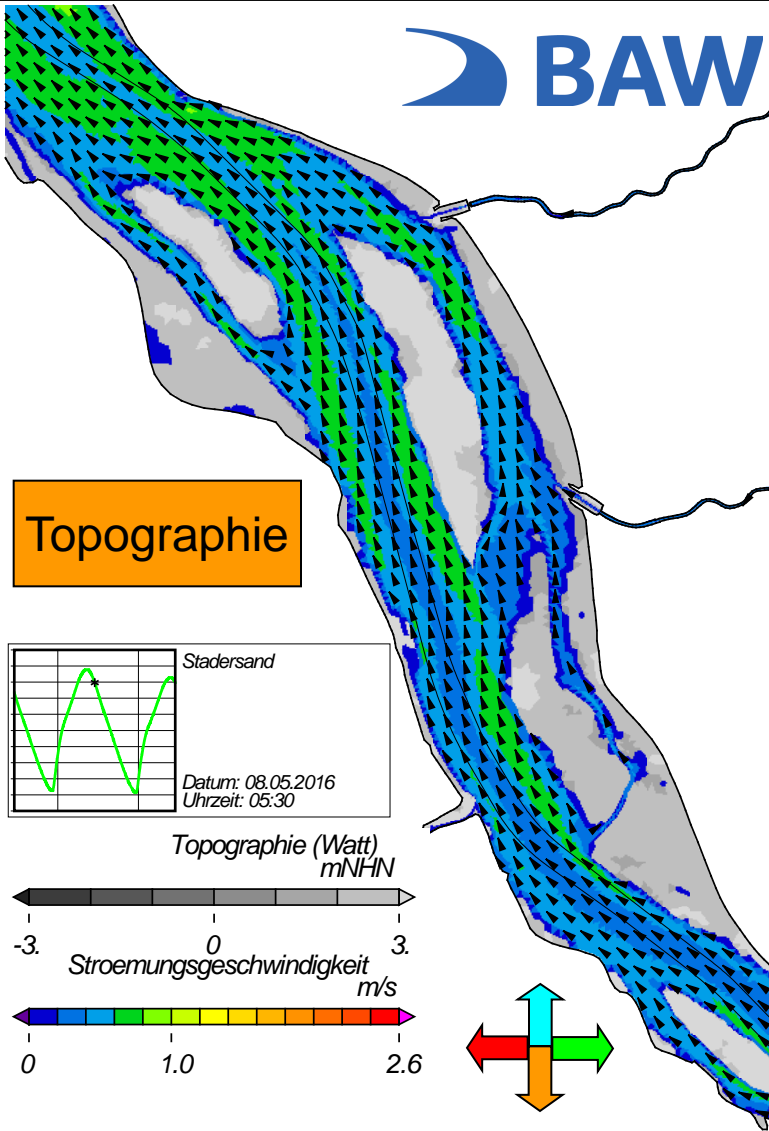 BAW
Topographie
Stadersand
Datum: 08.05.2016
Uhrzeit: 05:30
Topographie (Watt)
mNHN
-3. 0 3.
Stroemungsgeschwindigkeit
m/s
0 1.0 2.6